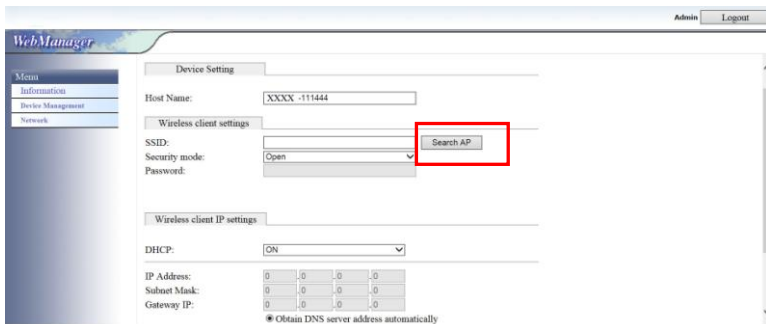 Admin Logout
WebManager
Menu
Information
Device Management
Network
Device Setting
Host Name: XXXX -111444
Wireless client settings
SSID: Search AP
Security mode: Open
Password:
Wireless client IP settings
DHCP: ON
IP Address: 0 .0 .0 .0
Subnet Mask: 0 .0 .0 .0
Gateway IP: 0 .0 .0 .0
Obtain DNS server address automatically